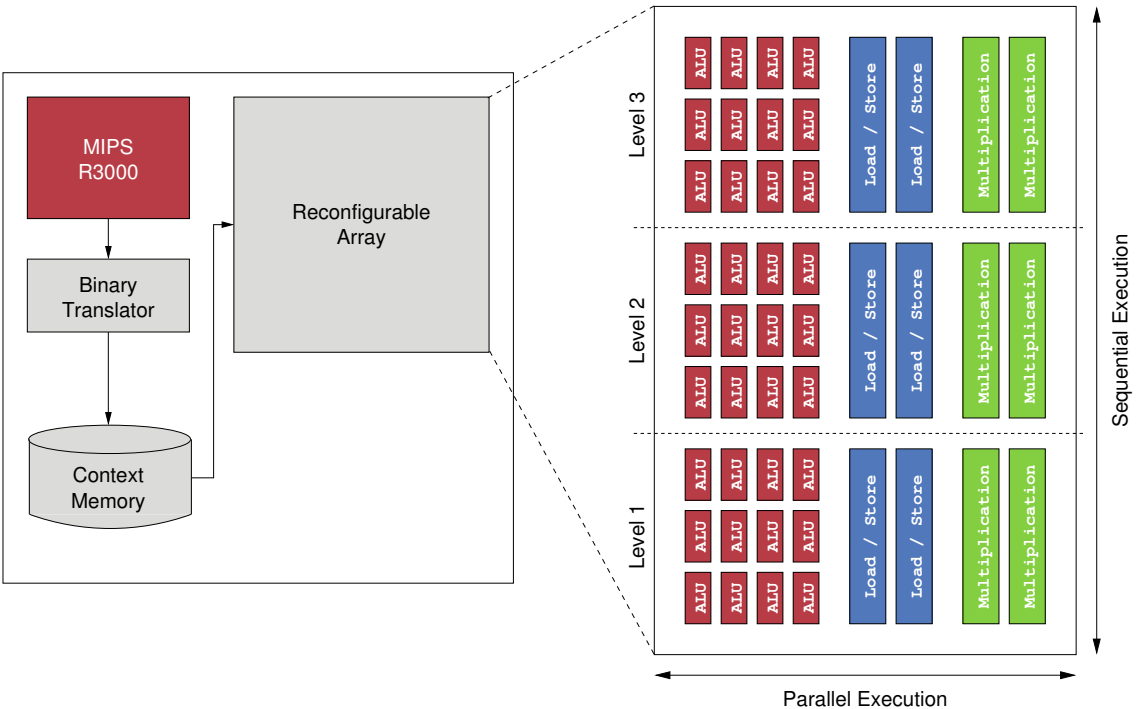 MIPS
R3000
Binary
Translator
Context
Memory
Reconfigurable
Array
Level 3
ALU ALU ALU ALU
ALU ALU ALU ALU
ALU ALU ALU ALU
Load / Store
Load / Store
Multiplication
Multiplication
Level 2
ALU ALU ALU ALU
ALU ALU ALU ALU
ALU ALU ALU ALU
Load / Store
Load / Store
Multiplication
Multiplication
Level 1
ALU ALU ALU ALU
ALU ALU ALU ALU
ALU ALU ALU ALU
Load / Store
Load / Store
Multiplication
Multiplication
Sequential Execution
Parallel Execution